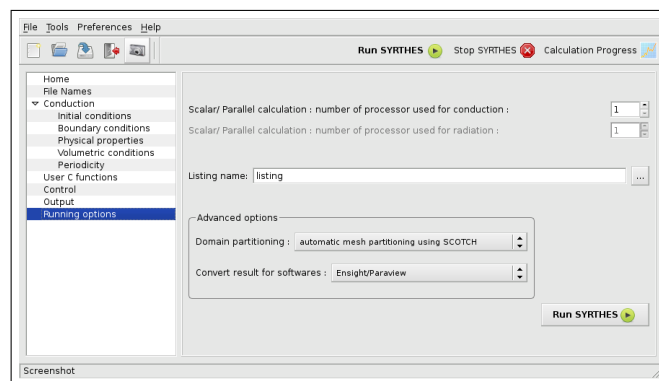 File Tools Preferences Help
Run SYRTHES Stop SYRTHES Calculation Progress
Home
File Names
Conduction
Initial conditions
Boundary conditions
Physical properties
Volumetric conditions
Periodicity
User C functions
Control
Output
Running options
Scalar/ Parallel calculation : number of processor used for conduction : 1
Scalar/ Parallel calculation : number of processor used for radiation : 1
Listing name: listing ...
Advanced options
Domain partitioning : automatic mesh partitioning using SCOTCH
Convert result for softwares : Ensight/Paraview
Run SYRTHES
Screenshot